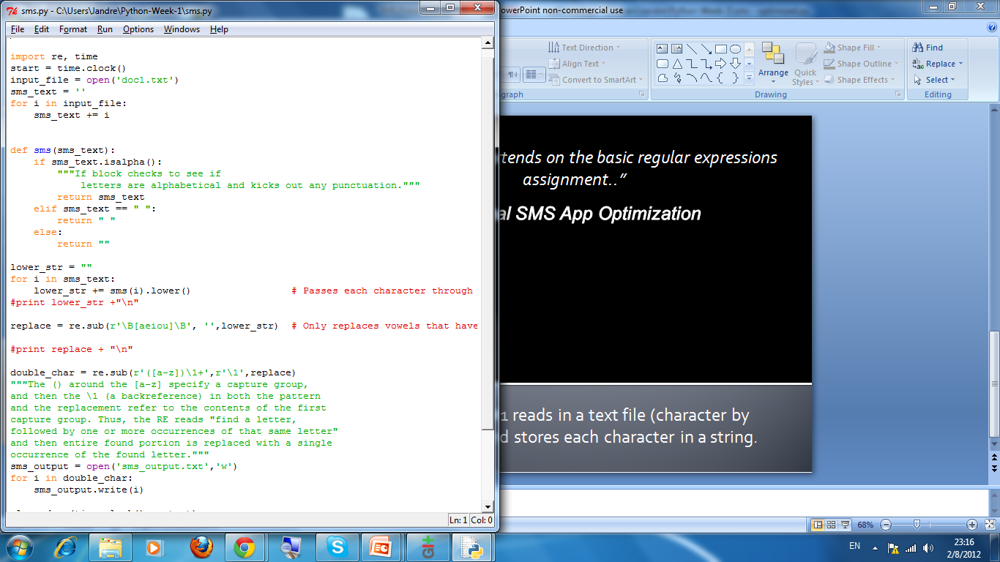 sms.py - C:\Users\Jandre\Python-Week-1\sms.py
File Edit Format Run Options Windows Help
import re, time
start = time.clock()
input_file = open('doc1.txt')
sms_text = ''
for i in input_file:
    sms_text += i
def sms(sms_text):
    if sms_text.isalpha():
        """If block checks to see if
            letters are alphabetical and kicks out any punctuation."""
        return sms_text
    elif sms_text == " ":
        return " "
    else:
        return ""
lower_str = ""
for i in sms_text:
    lower_str += sms(i).lower()                 # Passes each character through
#print lower_str +"\n"
replace = re.sub(r'\B[aeiou]\B', '',lower_str)  # Only replaces vowels that have
#print replace + "\n"
double_char = re.sub(r'([a-z])\1+',r'\1',replace)
"""The () around the [a-z] specify a capture group,
and then the \1 (a backreference) in both the pattern
and the replacement refer to the contents of the first
capture group. Thus, the RE reads "find a letter,
followed by one or more occurrences of that same letter"
and then entire found portion is replaced with a single
occurrence of the found letter."""
sms_output = open('sms_output.txt','w')
for i in double_char:
    sms_output.write(i)
Ln: 1 Col: 0
PowerPoint non-commercial use
Text Direction
Align Text
Convert to SmartArt
graph
Arrange
Quick Styles
Shape Fill
Shape Outline
Shape Effects
Drawing
Find
Replace
Select
Editing
tends on the basic regular expressions
assignment..”
al SMS App Optimization
1 reads in a text file (character by
d stores each character in a string.
68%
EN
23:16
2/8/2012